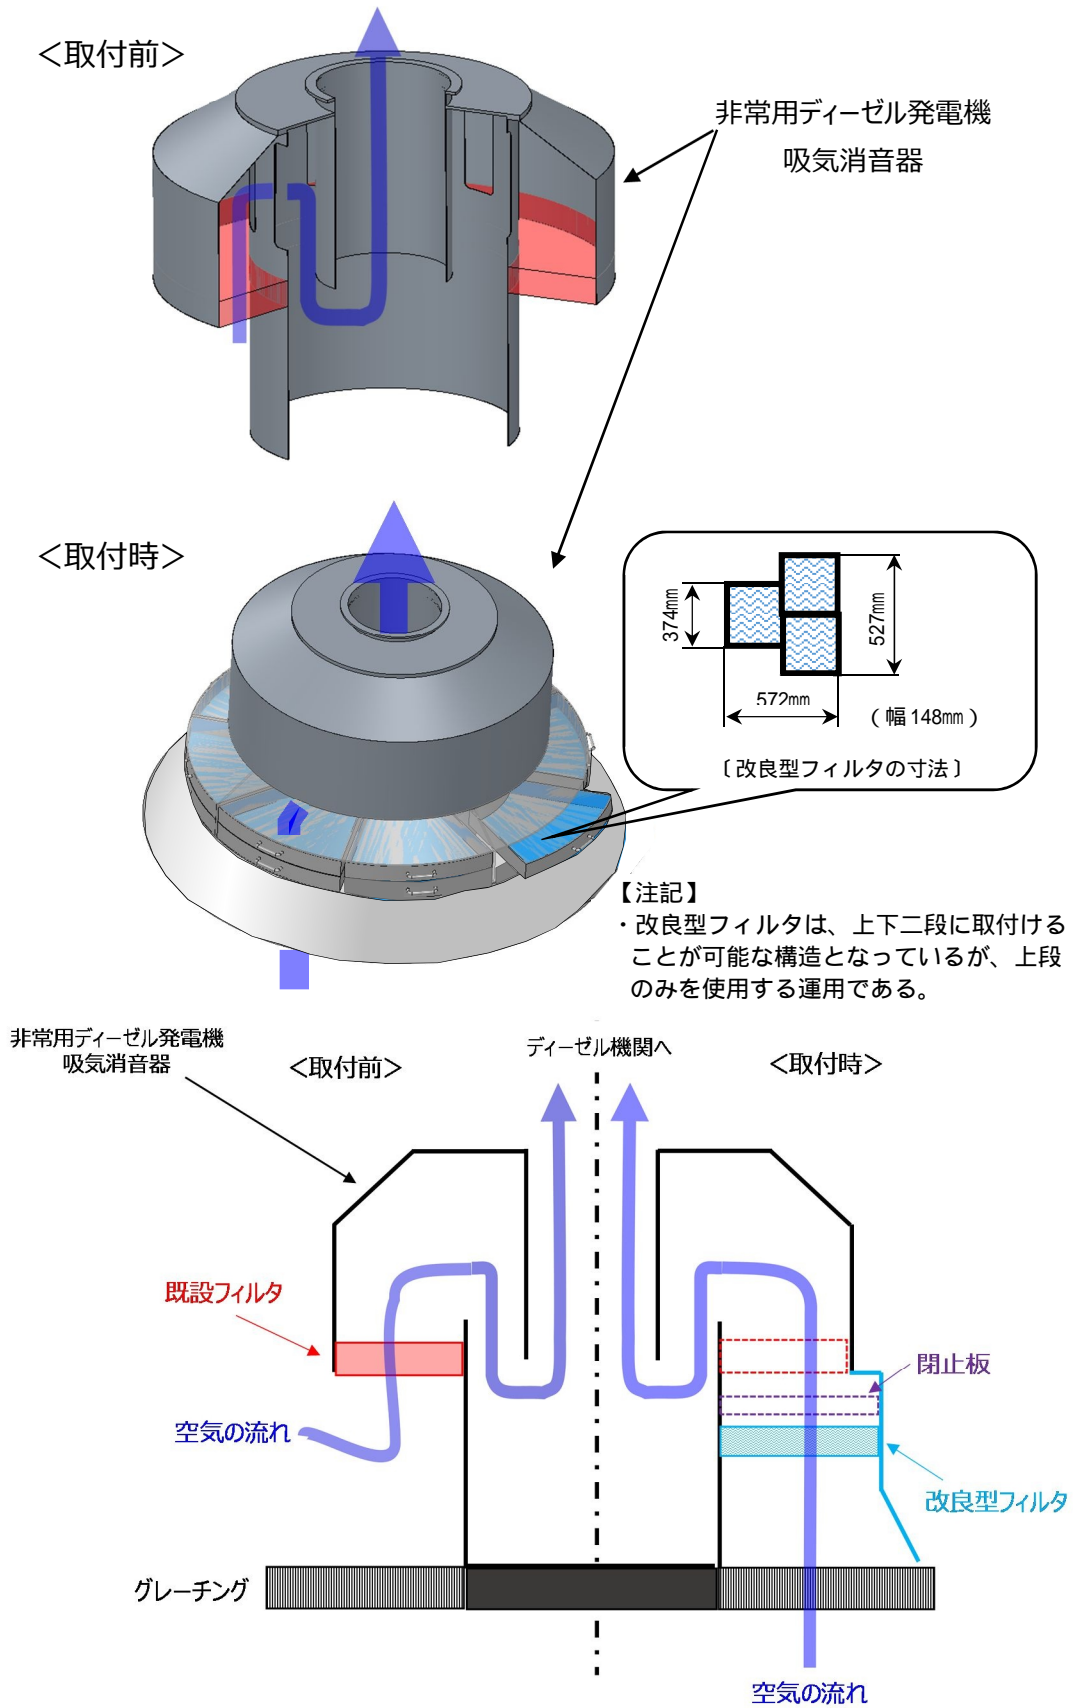 ＜取付前＞
非常用ディーゼル発電機
吸気消音器
＜取付時＞
374mm
527mm
572mm
（幅148mm）
〔改良型フィルタの寸法〕
【注記】
・改良型フィルタは、上下二段に取付ける
ことが可能な構造となっているが、上段
のみを使用する運用である。
非常用ディーゼル発電機
吸気消音器
＜取付前＞
ディーゼル機関へ
＜取付時＞
既設フィルタ
閉止板
空気の流れ
改良型フィルタ
グレーチング
空気の流れ